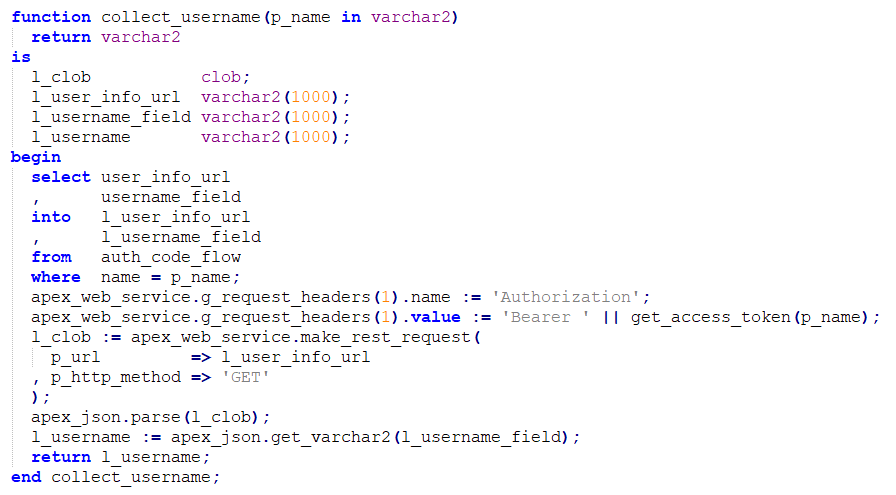 function collect_username(p_name in varchar2)
  return varchar2
is
  l_clob           clob;
  l_user_info_url  varchar2(1000);
  l_username_field varchar2(1000);
  l_username       varchar2(1000);
begin
  select user_info_url
  ,      username_field
  into   l_user_info_url
  ,      l_username_field
  from   auth_code_flow
  where  name = p_name;
  apex_web_service.g_request_headers(1).name := 'Authorization';
  apex_web_service.g_request_headers(1).value := 'Bearer ' || get_access_token(p_name);
  l_clob := apex_web_service.make_rest_request(
    p_url         => l_user_info_url
  , p_http_method => 'GET'
  );
  apex_json.parse(l_clob);
  l_username := apex_json.get_varchar2(l_username_field);
  return l_username;
end collect_username;